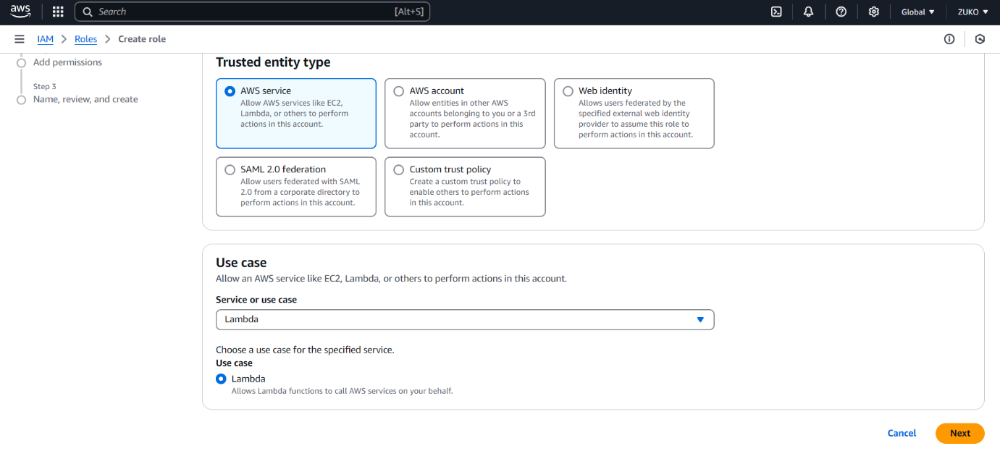 aws
Search
[Alt+S]
Global
ZUKO
IAM
Roles
Create role
Add permissions
Step 3
Name, review, and create
Trusted entity type
AWS service
Allow AWS services like EC2,
Lambda, or others to perform
actions in this account.
AWS account
Allow entities in other AWS
accounts belonging to you or a 3rd
party to perform actions in this
account.
Web identity
Allows users federated by the
specified external web identity
provider to assume this role to
perform actions in this account.
SAML 2.0 federation
Allow users federated with SAML
2.0 from a corporate directory to
perform actions in this account.
Custom trust policy
Create a custom trust policy to
enable others to perform actions
in this account.
Use case
Allow an AWS service like EC2, Lambda, or others to perform actions in this account.
Service or use case
Lambda
Choose a use case for the specified service.
Use case
Lambda
Allows Lambda functions to call AWS services on your behalf.
Cancel
Next